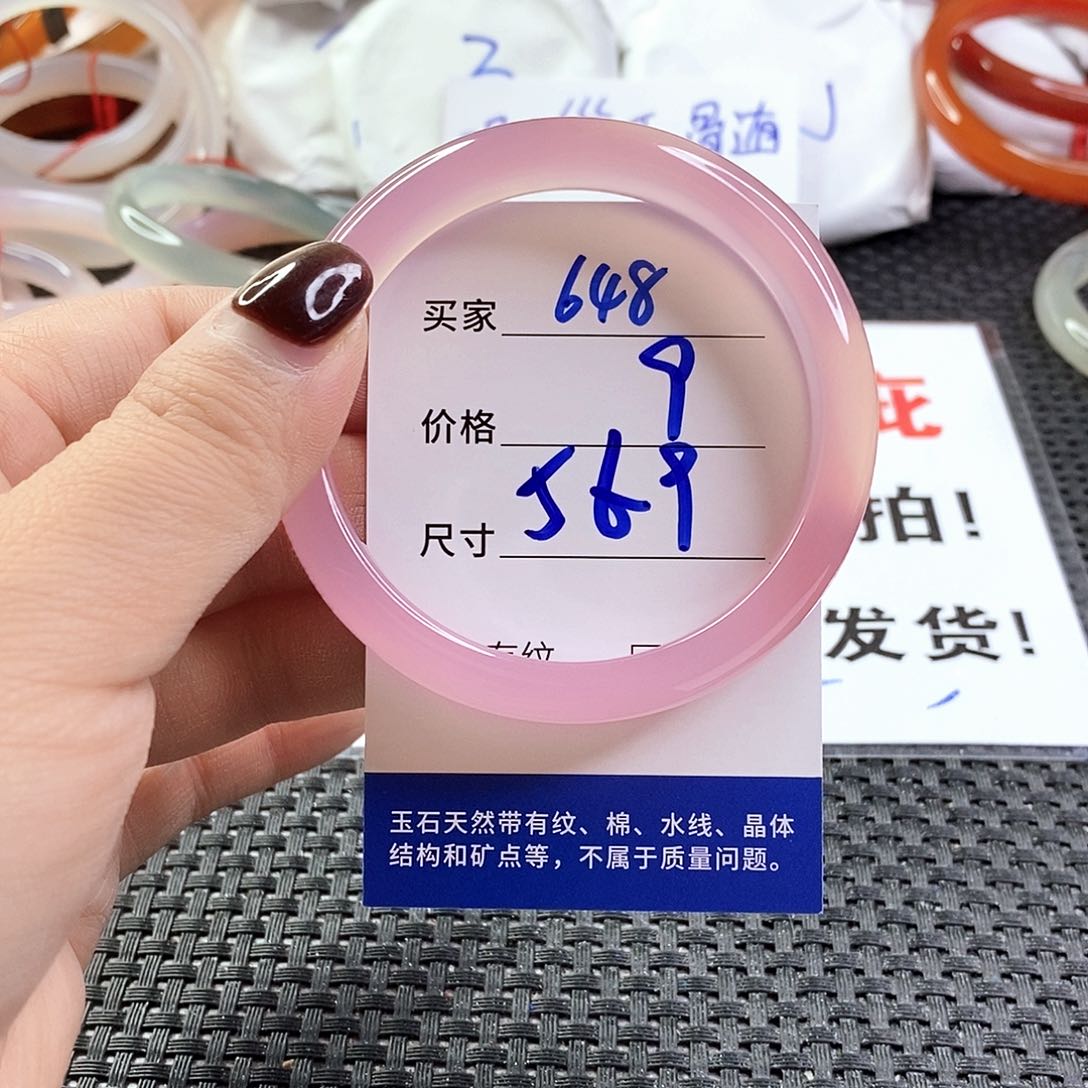 买家 648
价格 9
尺寸 569
玉石天然带有纹、棉、水线、晶体
结构和矿点等，不属于质量问题。
拍！
发货！